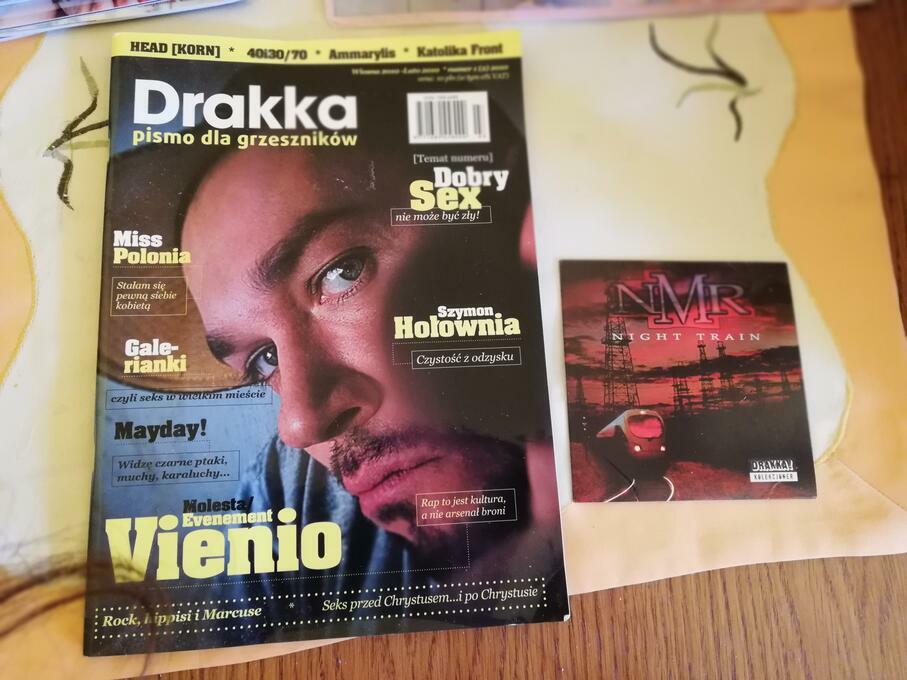 HEAD [KORN] * 40i30/70 * Ammarylis * Katolika Front
Drakka
pismo dla grzeszników
[Temat numeru]
Dobry
Sex
nie może być zły!
Miss
Polonia
Stałam się
pewną siebie
kobietą
Szymon
Hołownia
Czystość z odzysku
Gale-
rianki
czyli seks w wielkim mieście
Mayday!
Widzę czarne ptaki,
muchy, karaluchy...
Molesta/
Evenement
Vienio
Rap to jest kultura,
a nie arsenał broni
Rock, hippisi i Marcuse * Seks przed Chrystusem...i po Chrystusie
NMR
NIGHT TRAIN
DRAKKA!
KOLEKCJONER